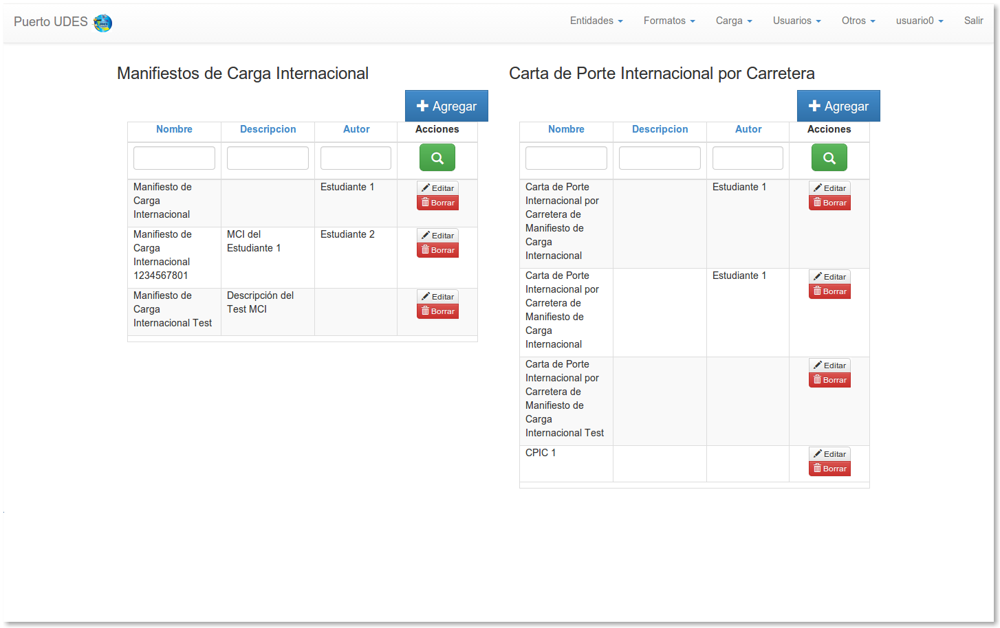 Puerto UDES
Entidades Formatos Carga Usuarios Otros usuario0 Salir
Manifiestos de Carga Internacional
Agregar
Nombre Descripcion Autor Acciones
Manifiesto de
Carga
Internacional
Estudiante 1
Editar
Borrar
Manifiesto de
Carga
Internacional
1234567801
MCI del
Estudiante 1
Estudiante 2
Editar
Borrar
Manifiesto de
Carga
Internacional Test
Descripción del
Test MCI
Editar
Borrar
Carta de Porte Internacional por Carretera
Agregar
Nombre Descripcion Autor Acciones
Carta de Porte
Internacional por
Carretera de
Manifiesto de
Carga
Internacional
Estudiante 1
Editar
Borrar
Carta de Porte
Internacional por
Carretera de
Manifiesto de
Carga
Internacional
Estudiante 1
Editar
Borrar
Carta de Porte
Internacional por
Carretera de
Manifiesto de
Carga
Internacional Test
Editar
Borrar
CPIC 1
Editar
Borrar